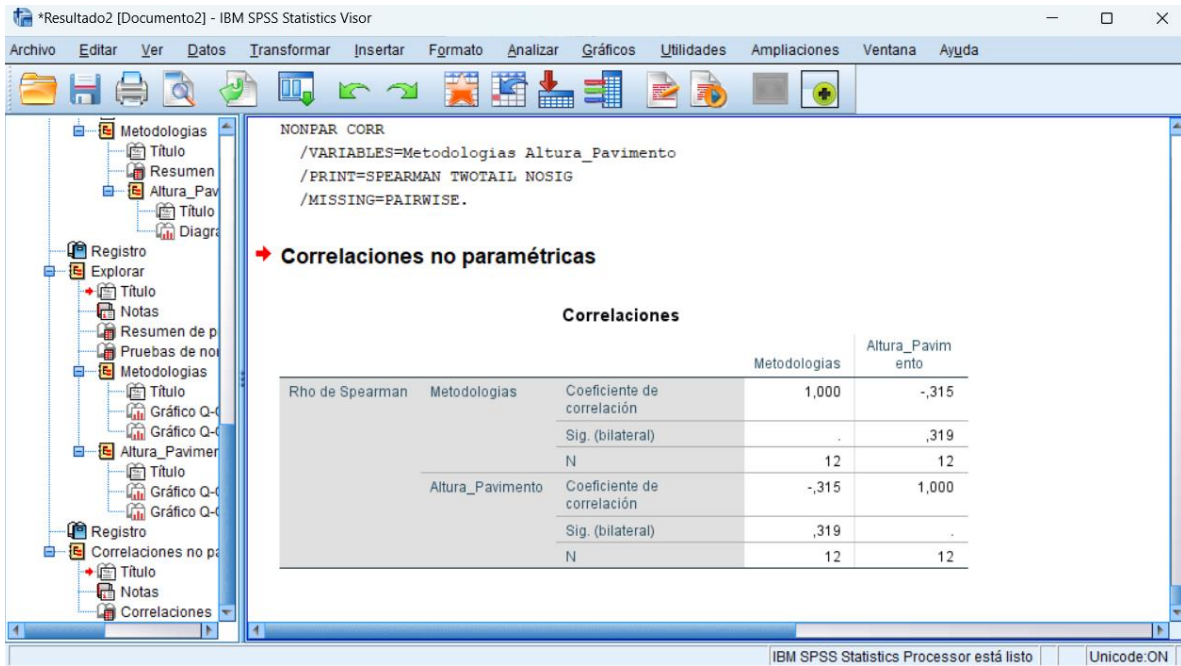 *Resultado2 [Documento2] - IBM SPSS Statistics Visor
Archivo Editar Ver Datos Transformar Insertar Formato Analizar Gráficos Utilidades Ampliaciones Ventana Ayuda
Metodologias
Título
Resumen
Altura_Pav
Título
Diagra
Registro
Explorar
Título
Notas
Resumen de p
Pruebas de nor
Metodologias
Título
Gráfico Q-Q
Gráfico Q-Q
Altura_Pavimer
Título
Gráfico Q-Q
Gráfico Q-Q
Registro
Correlaciones no pa
Título
Notas
Correlaciones
NONPAR CORR
/VARIABLES=Metodologias Altura_Pavimento
/PRINT=SPEARMAN TWOTAIL NOSIG
/MISSING=PAIRWISE.
Correlaciones no paramétricas
Correlaciones
Metodologias Altura_Pavim
ento
Rho de Spearman Metodologias Coeficiente de
correlación 1,000 -,315
Sig. (bilateral) . ,319
N 12 12
Altura_Pavimento Coeficiente de
correlación -,315 1,000
Sig. (bilateral) ,319 .
N 12 12
IBM SPSS Statistics Processor está listo Unicode:ON